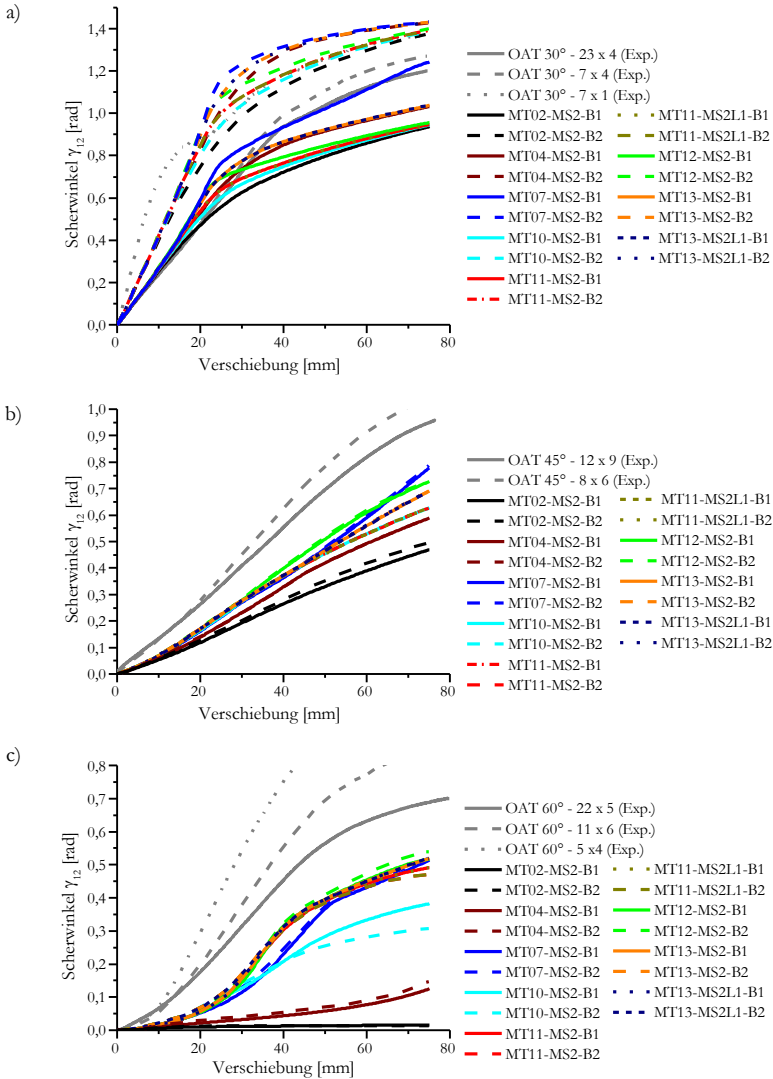 a)
1,4
1,2
1,0
0,8
0,6
0,4
0,2
0,0
Scherwinkel γ12 [rad]
0 20 40 60 80
Verschiebung [mm]
OAT 30° - 23 x 4 (Exp.)
OAT 30° - 7 x 4 (Exp.)
OAT 30° - 7 x 1 (Exp.)
MT02-MS2-B1 MT11-MS2L1-B1
MT02-MS2-B2 MT11-MS2L1-B2
MT04-MS2-B1 MT12-MS2-B1
MT04-MS2-B2 MT12-MS2-B2
MT07-MS2-B1 MT13-MS2-B1
MT07-MS2-B2 MT13-MS2-B2
MT10-MS2-B1 MT13-MS2L1-B1
MT10-MS2-B2 MT13-MS2L1-B2
MT11-MS2-B1
MT11-MS2-B2
b)
1,0
0,9
0,8
0,7
0,6
0,5
0,4
0,3
0,2
0,1
0,0
Scherwinkel γ12 [rad]
0 20 40 60 80
Verschiebung [mm]
OAT 45° - 12 x 9 (Exp.)
OAT 45° - 8 x 6 (Exp.)
MT02-MS2-B1 MT11-MS2L1-B1
MT02-MS2-B2 MT11-MS2L1-B2
MT04-MS2-B1 MT12-MS2-B1
MT04-MS2-B2 MT12-MS2-B2
MT07-MS2-B1 MT13-MS2-B1
MT07-MS2-B2 MT13-MS2-B2
MT10-MS2-B1 MT13-MS2L1-B1
MT10-MS2-B2 MT13-MS2L1-B2
MT11-MS2-B1
MT11-MS2-B2
c)
0,8
0,7
0,6
0,5
0,4
0,3
0,2
0,1
0,0
Scherwinkel γ12 [rad]
0 20 40 60 80
Verschiebung [mm]
OAT 60° - 22 x 5 (Exp.)
OAT 60° - 11 x 6 (Exp.)
OAT 60° - 5 x4 (Exp.)
MT02-MS2-B1 MT11-MS2L1-B1
MT02-MS2-B2 MT11-MS2L1-B2
MT04-MS2-B1 MT12-MS2-B1
MT04-MS2-B2 MT12-MS2-B2
MT07-MS2-B1 MT13-MS2-B1
MT07-MS2-B2 MT13-MS2-B2
MT10-MS2-B1 MT13-MS2L1-B1
MT10-MS2-B2 MT13-MS2L1-B2
MT11-MS2-B1
MT11-MS2-B2